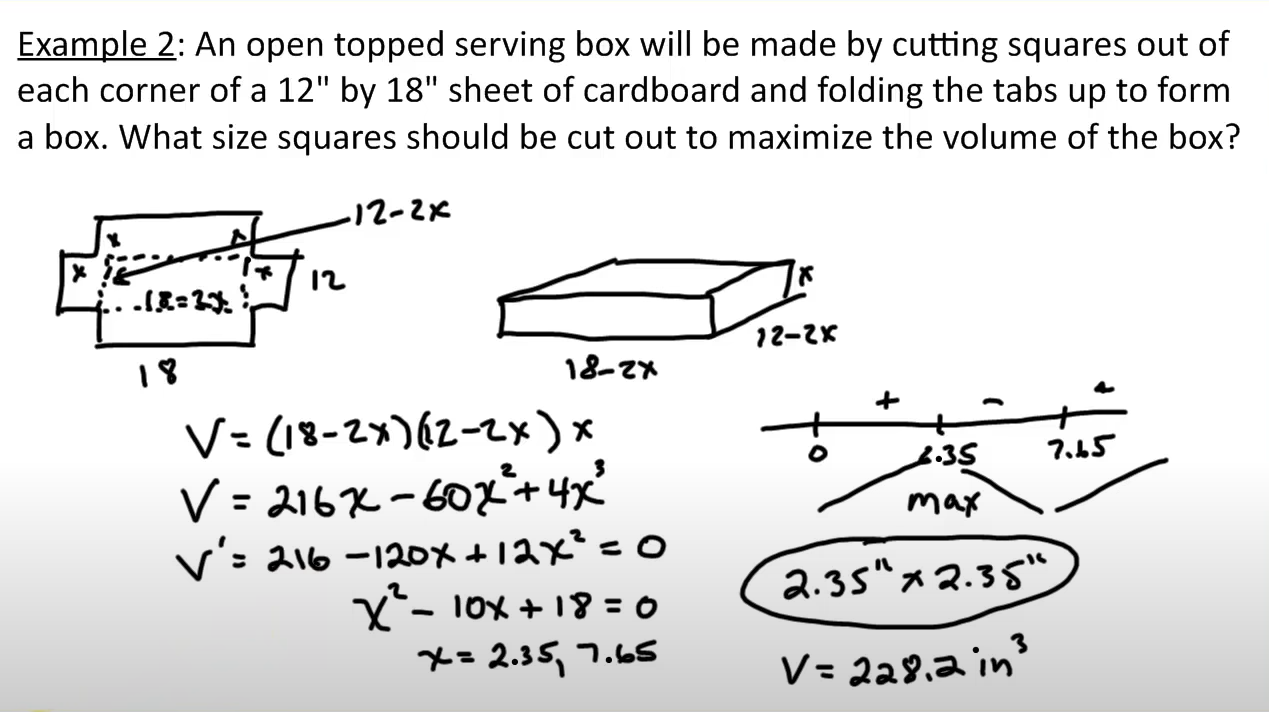 Example 2: An open topped serving box will be made by cutting squares out of
each corner of a 12" by 18" sheet of cardboard and folding the tabs up to form
a box. What size squares should be cut out to maximize the volume of the box?
12-2x
x x
x x 12
18-2x
18
x
12-2x
18-2x
V = (18-2x)(12-2x) x
V = 216x - 60x² + 4x³
V' = 216 - 120x + 12x² = 0
x² - 10x + 18 = 0
x = 2.35, 7.65
+ - +
0 2.35 7.65
max
2.35" x 2.35"
V = 228.2 in³